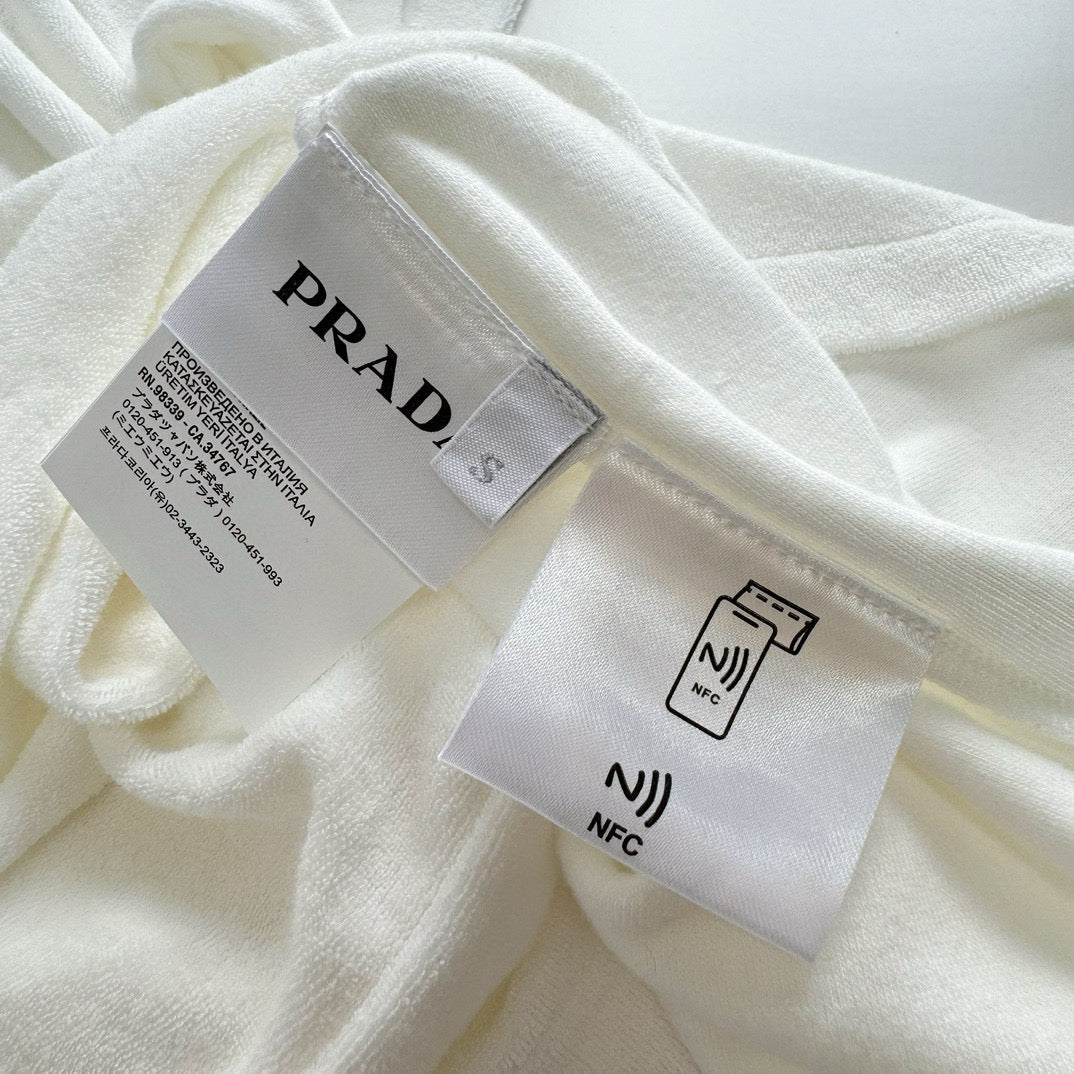 PRADA
S
ПРОИЗВЕДЕНО В ИТАЛИЯ
ΚΑΤΑΣΚΕΥΑΖΕΤΑΙ ΣΤΗΝ ΙΤΑΛΙΑ
ÜRETIM YERI İTALYA
RN.98339 - CA.34767
プラダジャパン株式会社
0120-451-913 ( プラダ ) 0120-451-993
(ミュウミュウ)
프라다코리아(유)02-3443-2323
NFC
NFC